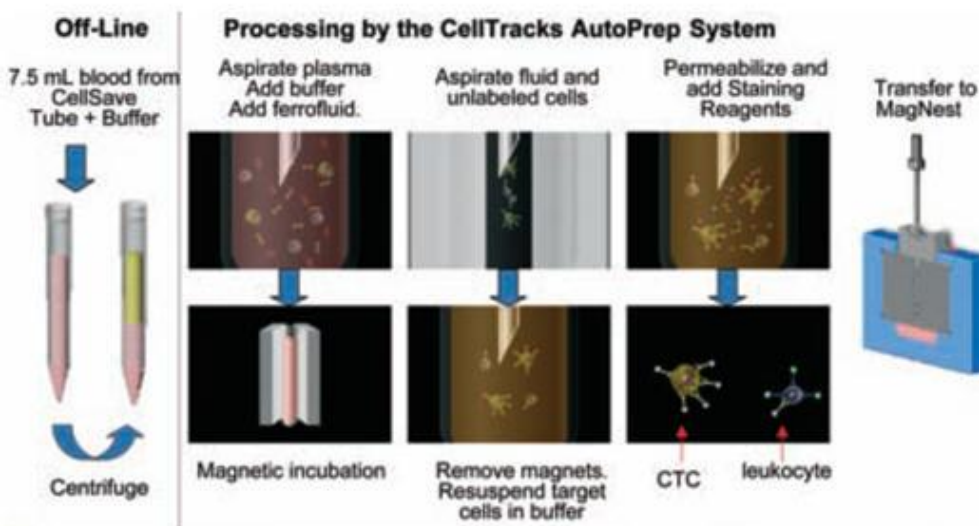 Off-Line
Processing by the CellTracks AutoPrep System
7.5 mL blood from
CellSave
Tube + Buffer
Centrifuge
Aspirate plasma
Add buffer
Add ferrofluid.
Magnetic incubation
Aspirate fluid and
unlabeled cells
Remove magnets.
Resuspend target
cells in buffer
Permeabilize and
add Staining
Reagents
CTC
leukocyte
Transfer to
MagNest